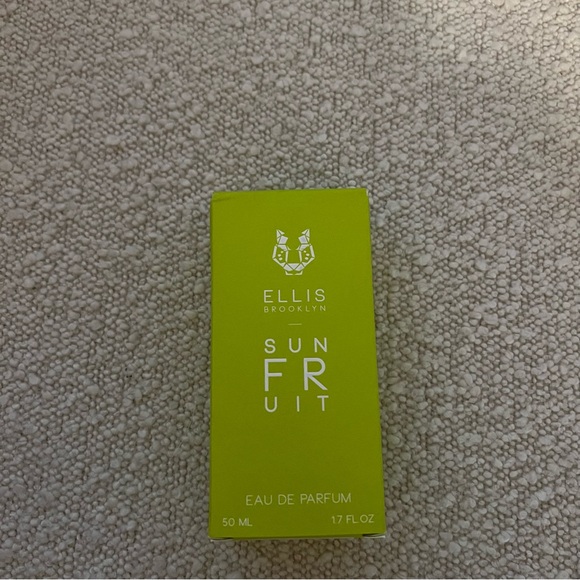 ELLIS
BROOKLYN
SUN
FR
UIT
EAU DE PARFUM
50 ML 1.7 FL OZ